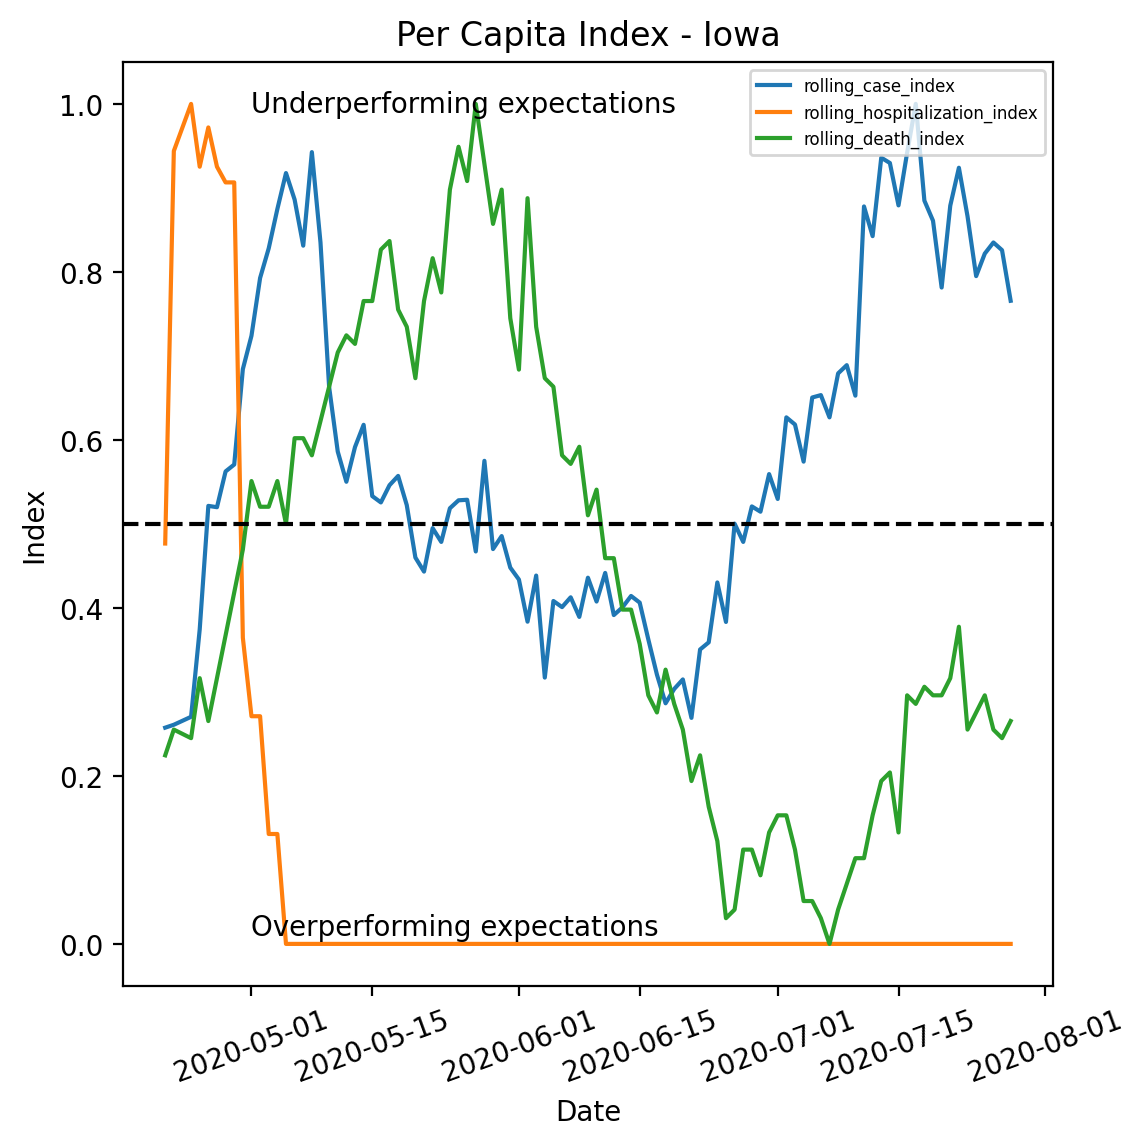 Per Capita Index - Iowa
Underperforming expectations
rolling_case_index
rolling_hospitalization_index
rolling_death_index
1.0
0.8
0.6
0.4
0.2
0.0
Index
Overperforming expectations
2020-05-01
2020-05-15
2020-06-01
2020-06-15
2020-07-01
2020-07-15
2020-08-01
Date